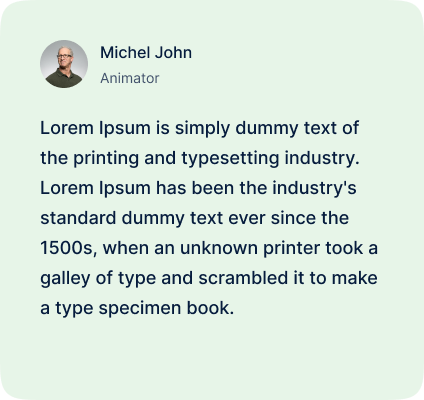 Michel John
Animator
Lorem Ipsum is simply dummy text of
the printing and typesetting industry.
Lorem Ipsum has been the industry's
standard dummy text ever since the
1500s, when an unknown printer took a
galley of type and scrambled it to make
a type specimen book.